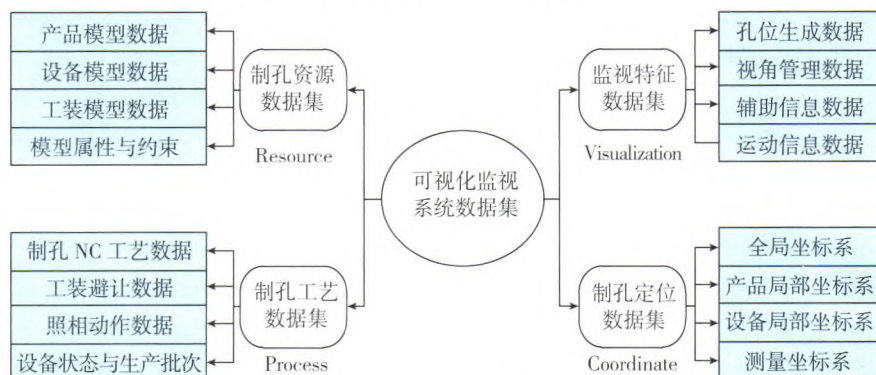 产品模型数据
设备模型数据
工装模型数据
模型属性与约束
制孔资源
数据集
Resource
监视特征
数据集
Visualization
孔位生成数据
视角管理数据
辅助信息数据
运动信息数据
可视化监视
系统数据集
制孔 NC 工艺数据
工装避让数据
照相动作数据
设备状态与生产批次
制孔工艺
数据集
Process
制孔定位
数据集
Coordinate
全局坐标系
产品局部坐标系
设备局部坐标系
测量坐标系